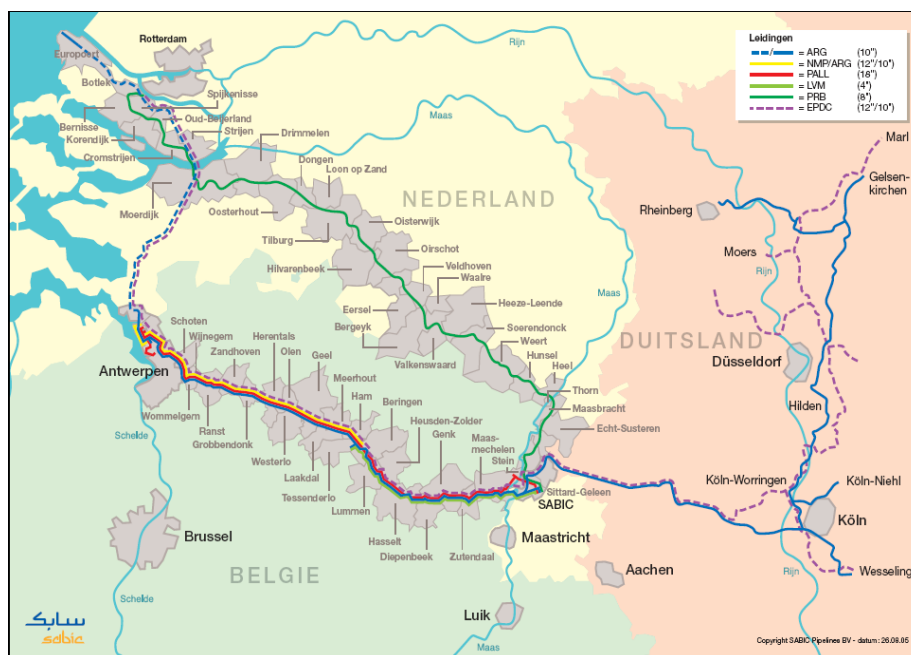 Leidingen
= ARG (10")
= NMP/ARG (12"/10")
= PALL (18")
= LVM (4")
= PRB (8")
= EPDC (12"/10")
Rotterdam
Europoort
Botlek
Spijkenisse
Oud-Beijerland
Bernisse
Korendijk
Strijen
Cromstrijen
Drimmelen
Dongen
Loon op Zand
Moerdijk
Oosterhout
Tilburg
Oisterwijk
Oirschot
Hilvarenbeek
Veldhoven
Waalre
Eersel
Bergeyk
Heeze-Leende
Soerendonck
Weert
Hunsel
Heel
Valkenswaard
Thorn
Maasbracht
Echt-Susteren
NEDERLAND
Rijn
Maas
Maas
DUITSLAND
Marl
Gelsen-
kirchen
Rheinberg
Moers
Rijn
Düsseldorf
Hilden
Köln-Worringen
Köln-Niehl
Köln
Wesseling
Rijn
Schoten
Wijnegem
Zandhoven
Herentals
Olen
Geel
Meerhout
Ham
Beringen
Heusden-Zolder
Genk
Maas-
mechelen
Stein
Sittard-Geleen
SABIC
Antwerpen
Wommelgem
Ranst
Grobbendonk
Westerlo
Laakdal
Tessenderlo
Lummen
Hasselt
Diepenbeek
Zutendaal
Schelde
Brussel
Schelde
BELGIE
Maastricht
Aachen
Luik
Maas
سابك
sabic
Copyright SABIC Pipelines BV - datum: 26.08.05